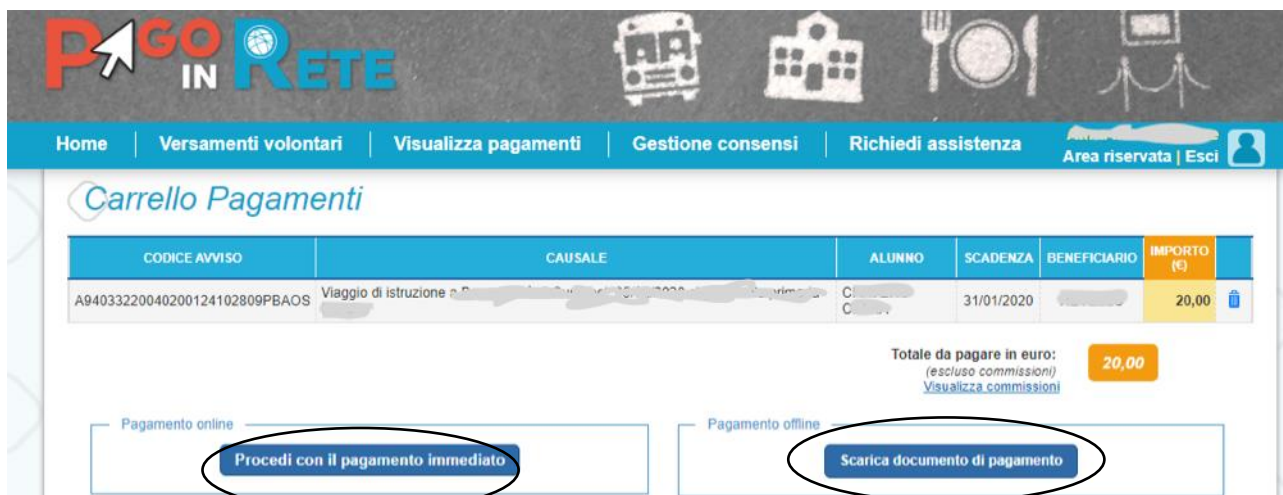 PAGO IN RETE
Home | Versamenti volontari | Visualizza pagamenti | Gestione consensi | Richiedi assistenza
Area riservata | Esci
Carrello Pagamenti
CODICE AVVISO CAUSALE ALUNNO SCADENZA BENEFICIARIO IMPORTO (€)
A94033220040200124102809PBAOS Viaggio di istruzione a 31/01/2020 20,00
Totale da pagare in euro: 20,00
(escluso commissioni)
Visualizza commissioni
Pagamento online Pagamento offline
Procedi con il pagamento immediato Scarica documento di pagamento